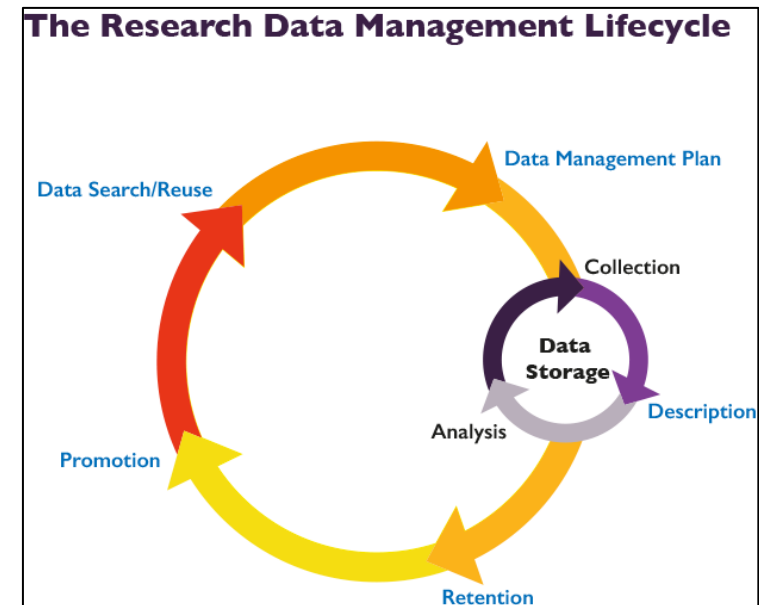 The Research Data Management Lifecycle
Data Management Plan
Data Search/Reuse
Collection
Data
Storage
Description
Analysis
Promotion
Retention